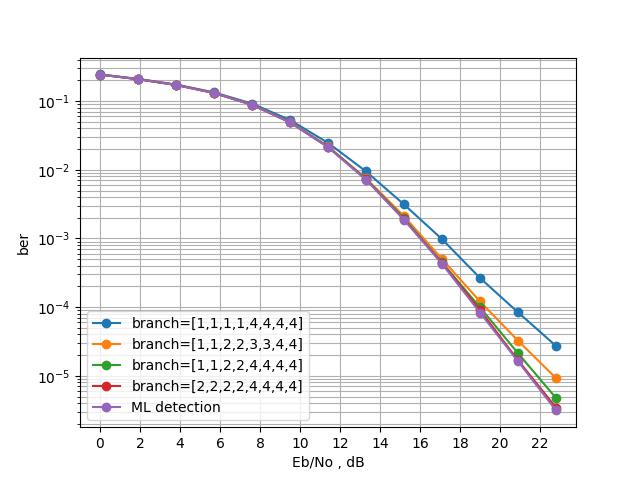 10⁻¹
10⁻²
10⁻³
10⁻⁴
10⁻⁵
ber
branch=[1,1,1,1,4,4,4,4]
branch=[1,1,2,2,3,3,4,4]
branch=[1,1,2,2,4,4,4,4]
branch=[2,2,2,2,4,4,4,4]
ML detection
0 2 4 6 8 10 12 14 16 18 20 22
Eb/No , dB